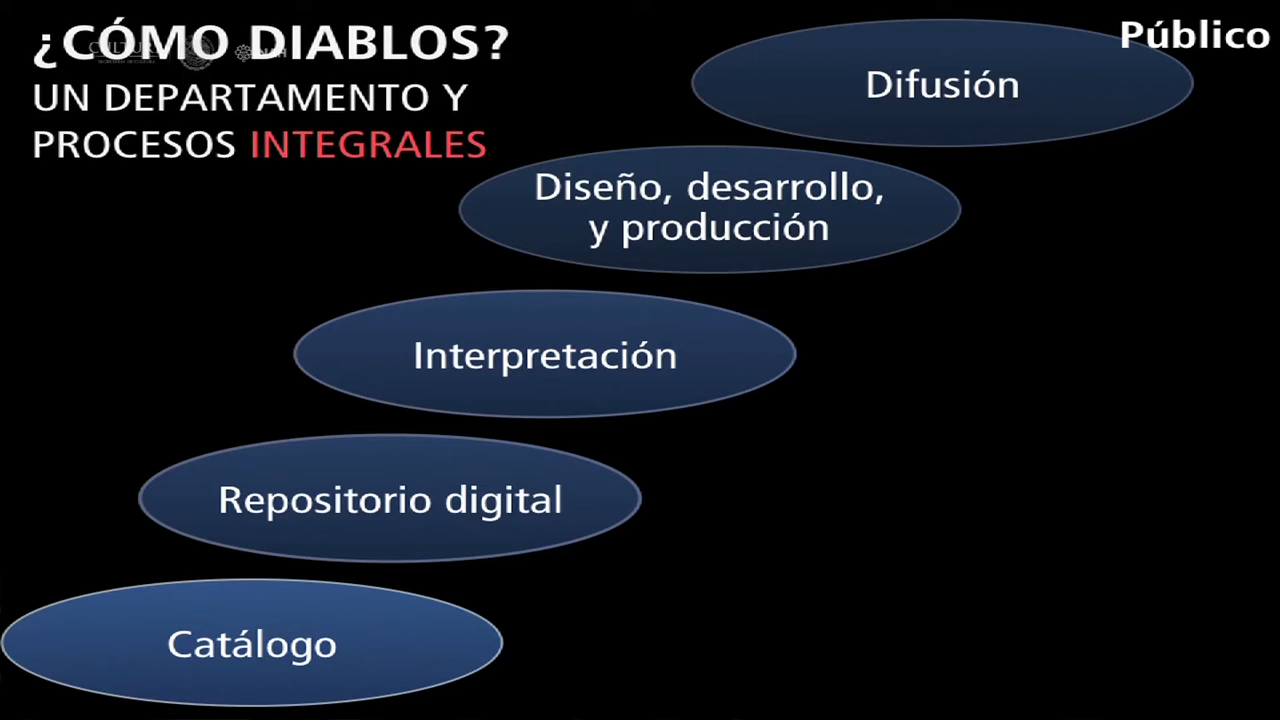 ¿CÓMO DIABLOS?
UN DEPARTAMENTO Y
PROCESOS INTEGRALES
Público
Difusión
Diseño, desarrollo,
y producción
Interpretación
Repositorio digital
Catálogo